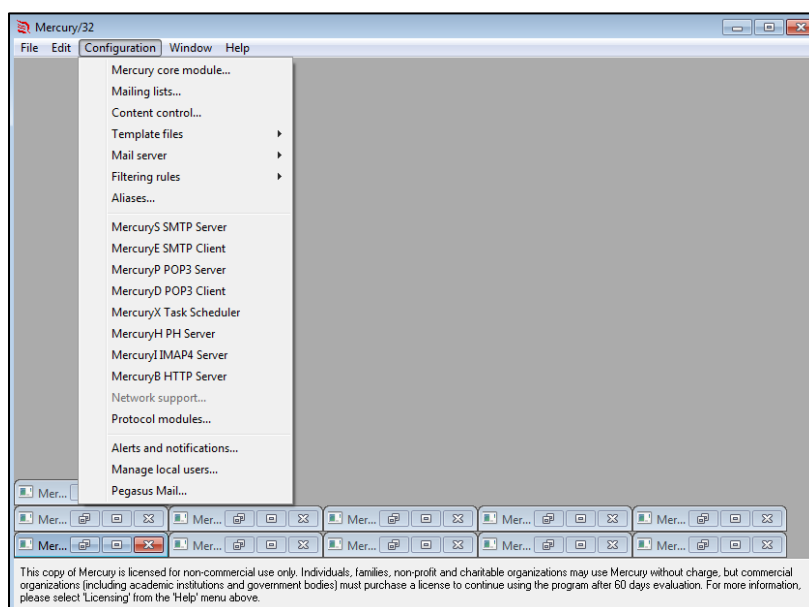 Mercury/32
File Edit Configuration Window Help
Mercury core module...
Mailing lists...
Content control...
Template files
Mail server
Filtering rules
Aliases...
MercuryS SMTP Server
MercuryE SMTP Client
MercuryP POP3 Server
MercuryD POP3 Client
MercuryX Task Scheduler
MercuryH PH Server
MercuryI IMAP4 Server
MercuryB HTTP Server
Network support...
Protocol modules...
Alerts and notifications...
Manage local users...
Pegasus Mail...
Mer...
Mer... Mer... Mer... Mer... Mer...
Mer... Mer... Mer... Mer... Mer...
This copy of Mercury is licensed for non-commercial use only. Individuals, families, non-profit and charitable organizations may use Mercury without charge, but commercial
organizations (including academic institutions and government bodies) must purchase a license to continue using the program after 60 days evaluation. For more information,
please select 'Licensing' from the 'Help' menu above.